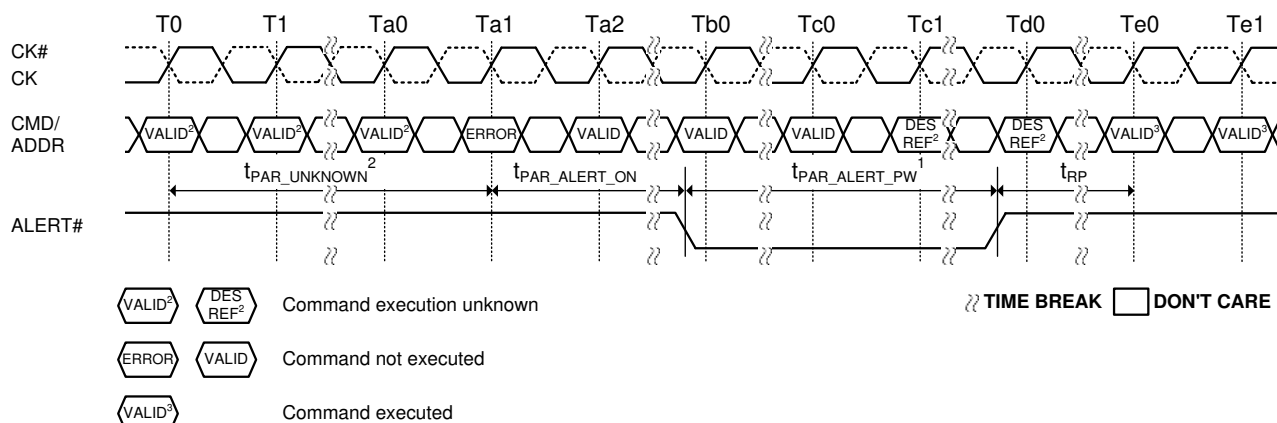 T0 T1 Ta0 Ta1 Ta2 Tb0 Tc0 Tc1 Td0 Te0 Te1
CK#
CK
CMD/
ADDR
VALID² VALID² VALID² ERROR VALID VALID VALID DES REF² DES REF² VALID³ VALID³
tPAR_UNKNOWN² tPAR_ALERT_ON tPAR_ALERT_PW¹ tRP
ALERT#
VALID² DES REF² Command execution unknown
TIME BREAK DON'T CARE
ERROR VALID Command not executed
VALID³ Command executed